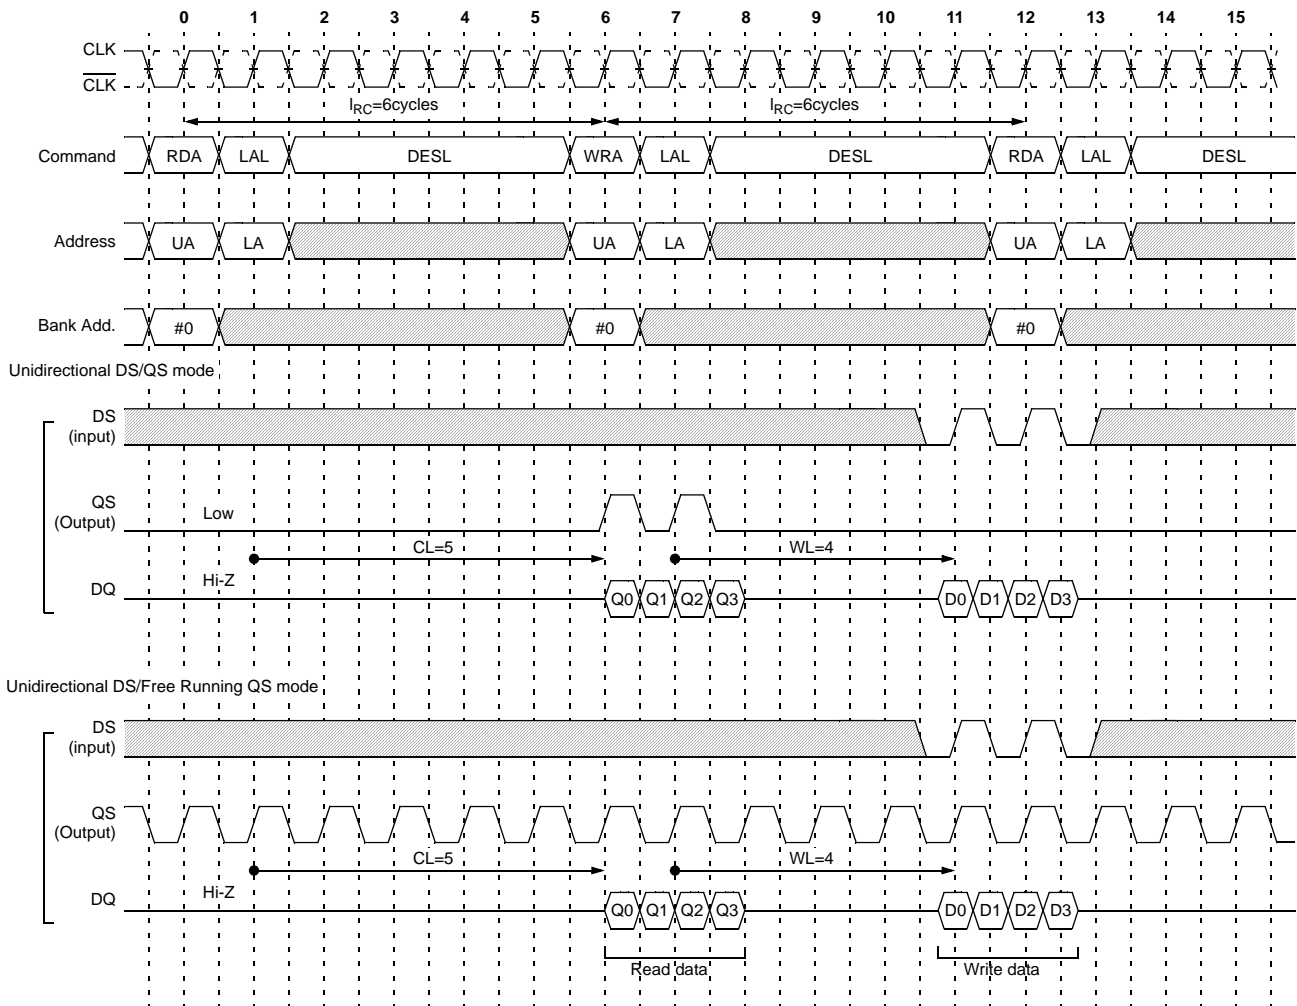 0 1 2 3 4 5 6 7 8 9 10 11 12 13 14 15
CLK
CLK
IRC=6cycles IRC=6cycles
Command RDA LAL DESL WRA LAL DESL RDA LAL DESL
Address UA LA UA LA UA LA
Bank Add. #0 #0 #0
Unidirectional DS/QS mode
DS
(input)
QS
(Output)
Low
CL=5 WL=4
Hi-Z
DQ Q0 Q1 Q2 Q3 D0 D1 D2 D3
Unidirectional DS/Free Running QS mode
DS
(input)
QS
(Output)
CL=5 WL=4
Hi-Z
DQ Q0 Q1 Q2 Q3 D0 D1 D2 D3
Read data Write data